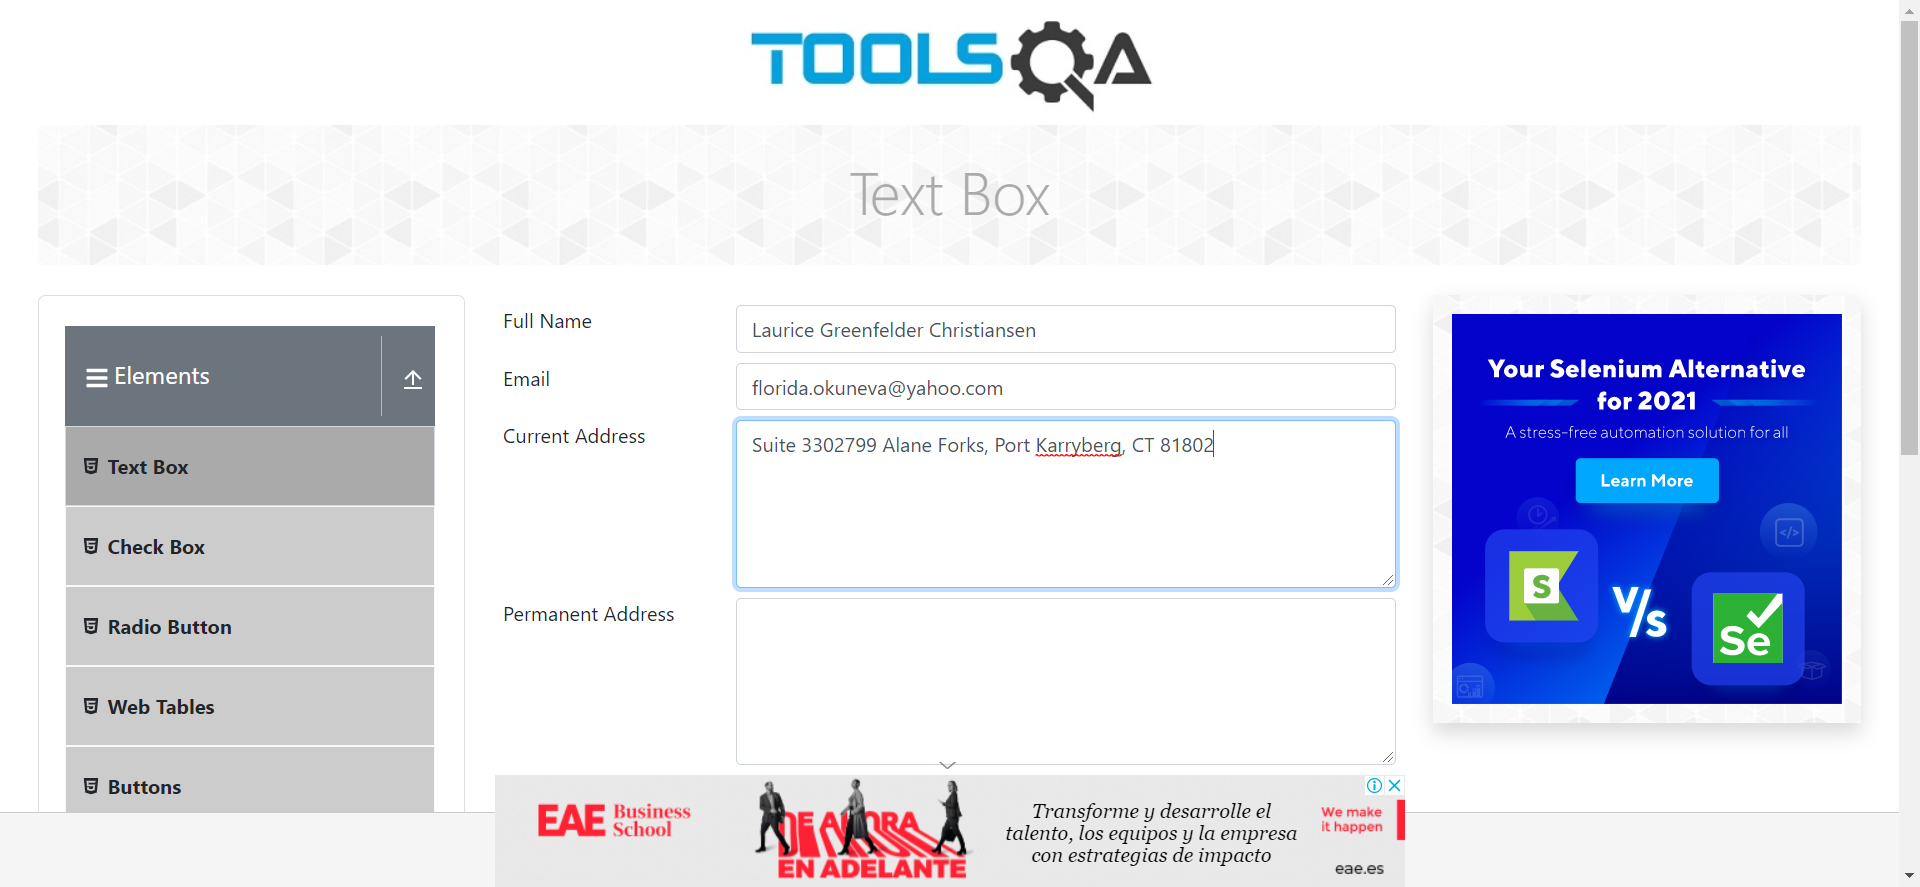 TOOLSQA
Text Box
Elements
Text Box
Check Box
Radio Button
Web Tables
Buttons
Full Name
Laurice Greenfelder Christiansen
Email
florida.okuneva@yahoo.com
Current Address
Suite 3302799 Alane Forks, Port Karryberg, CT 81802
Permanent Address
Your Selenium Alternative
for 2021
A stress-free automation solution for all
Learn More
S
V/s
Se
EAE Business
School
DE AHORA
EN ADELANTE
Transforme y desarrolle el
talento, los equipos y la empresa
con estrategias de impacto
We make
it happen
eae.es